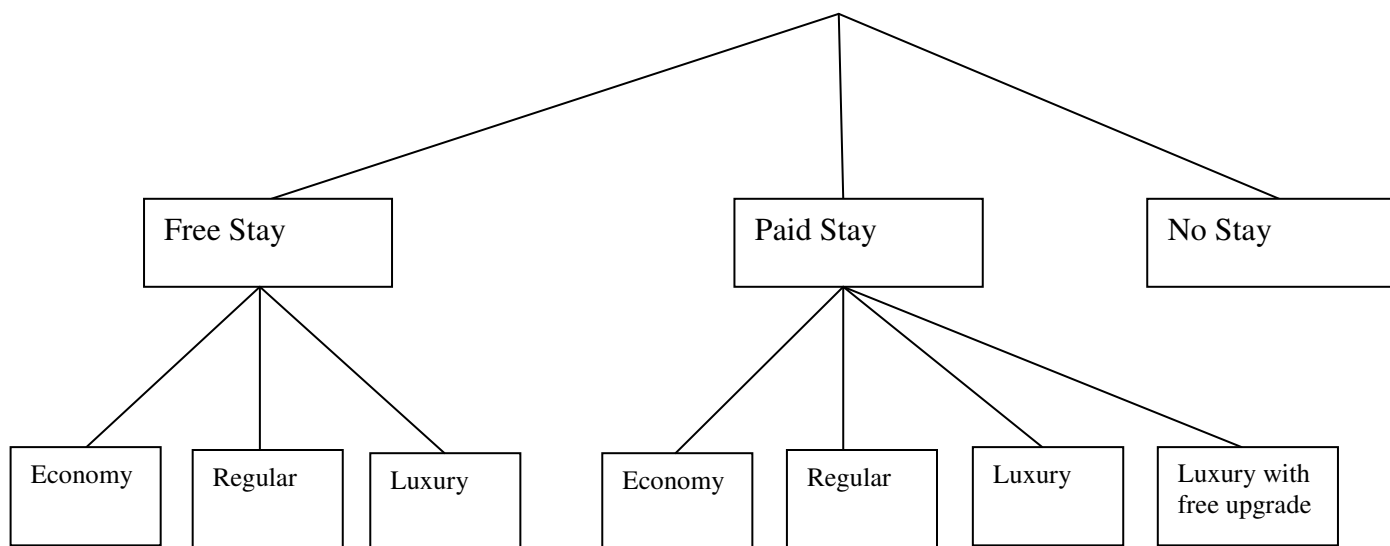 Free Stay
Paid Stay
No Stay
Economy
Regular
Luxury
Economy
Regular
Luxury
Luxury with
free upgrade